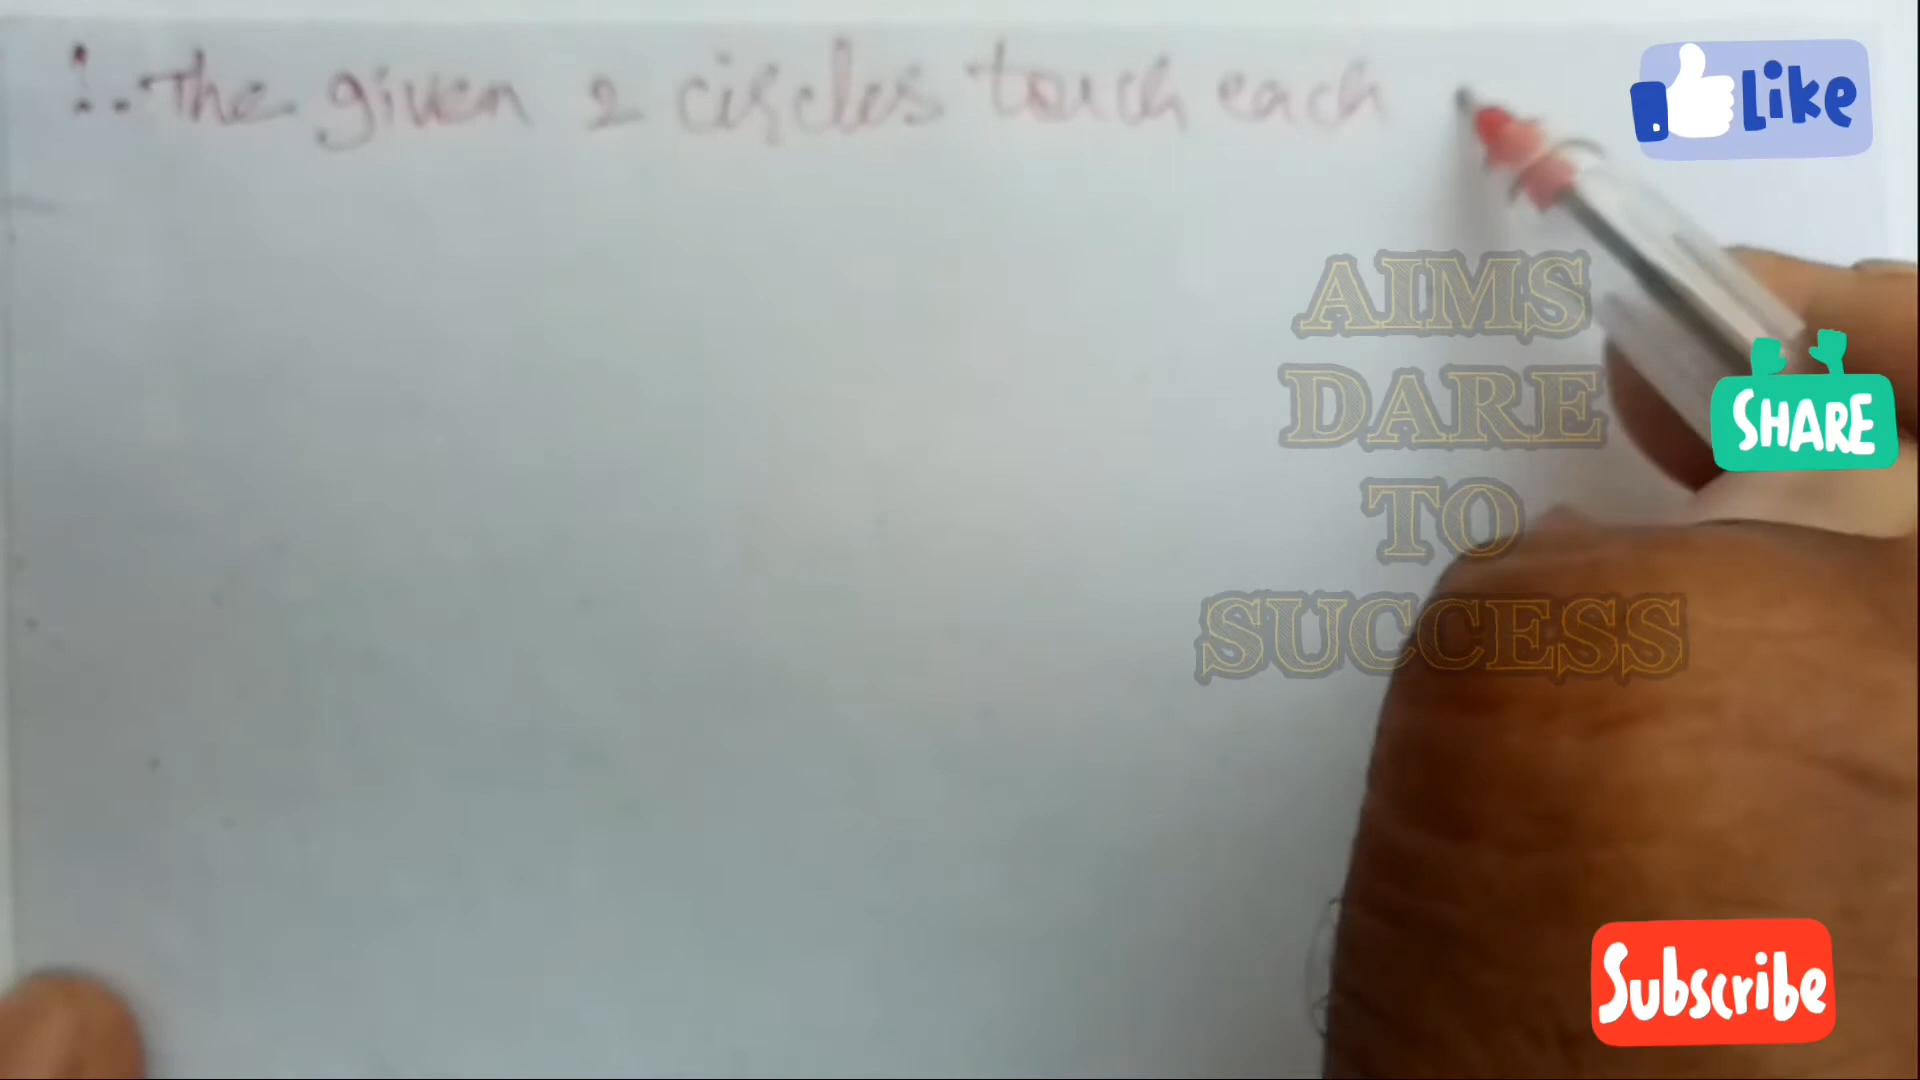 ∴ The given 2 circles touch each
Like
AIMS
DARE
TO
SUCCESS
SHARE
Subscribe